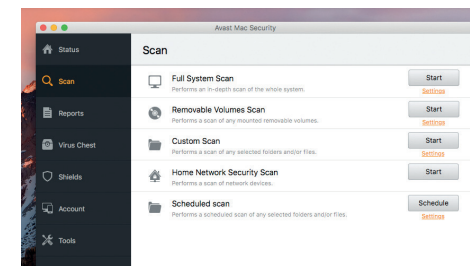 Avast Mac Security
Status
Scan
Reports
Virus Chest
Shields
Account
Tools
Scan
Full System Scan
Performs an in-depth scan of the whole system.
Start
Settings
Removable Volumes Scan
Performs a scan of any mounted removable volumes.
Start
Settings
Custom Scan
Performs a scan of any selected folders and/or files.
Start
Settings
Home Network Security Scan
Performs a scan of network devices.
Start
Scheduled scan
Performs a scheduled scan of any selected folders and/or files.
Schedule
Settings